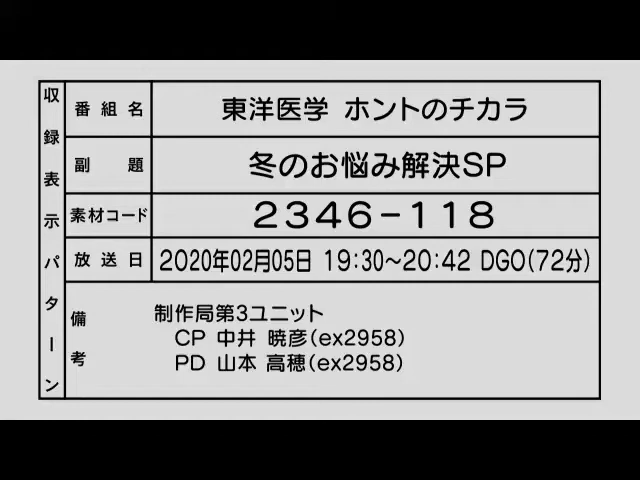 収録表示パターン
番組名 東洋医学 ホントのチカラ
副題 冬のお悩み解決SP
素材コード 2346-118
放送日 2020年02月05日 19:30~20:42 DGO(72分)
備考
制作局第3ユニット
CP 中井 暁彦(ex2958)
PD 山本 高穂(ex2958)